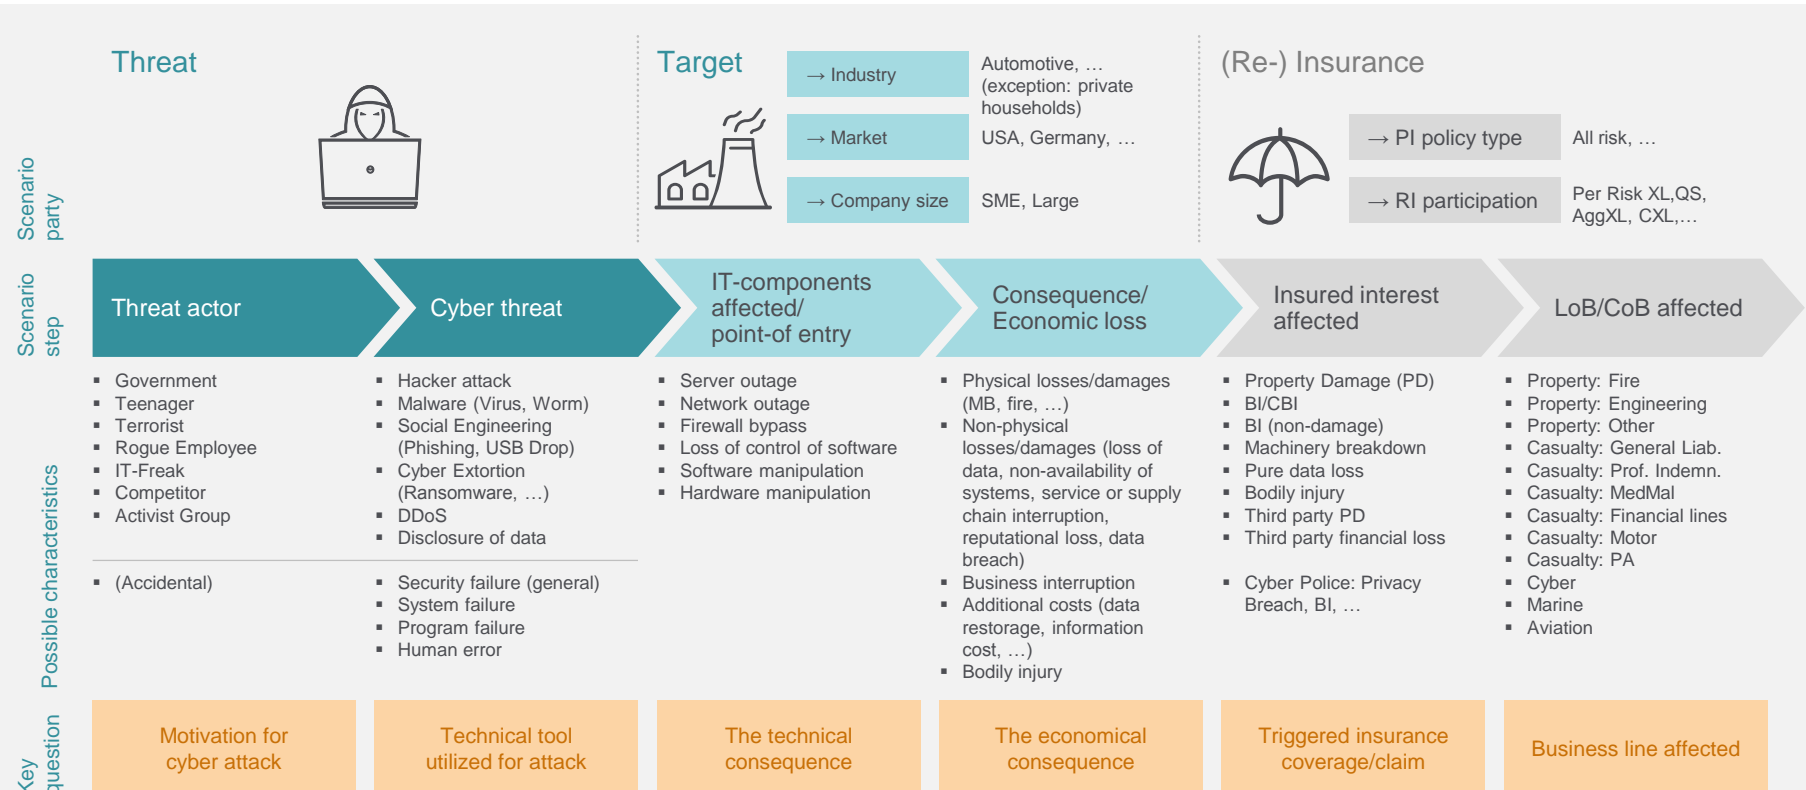 Threat
Target
→ Industry
Automotive, …
(exception: private
households)
→ Market
USA, Germany, …
→ Company size
SME, Large
(Re-) Insurance
→ PI policy type
All risk, …
→ RI participation
Per Risk XL,QS,
AggXL, CXL,…
Scenario
party
Scenario
step
Threat actor
Cyber threat
IT-components
affected/
point-of entry
Consequence/
Economic loss
Insured interest
affected
LoB/CoB affected
Possible characteristics
▪ Government
▪ Teenager
▪ Terrorist
▪ Rogue Employee
▪ IT-Freak
▪ Competitor
▪ Activist Group
▪ (Accidental)
▪ Hacker attack
▪ Malware (Virus, Worm)
▪ Social Engineering
(Phishing, USB Drop)
▪ Cyber Extortion
(Ransomware, …)
▪ DDoS
▪ Disclosure of data
▪ Security failure (general)
▪ System failure
▪ Program failure
▪ Human error
▪ Server outage
▪ Network outage
▪ Firewall bypass
▪ Loss of control of software
▪ Software manipulation
▪ Hardware manipulation
▪ Physical losses/damages
(MB, fire, …)
▪ Non-physical
losses/damages (loss of
data, non-availability of
systems, service or supply
chain interruption,
reputational loss, data
breach)
▪ Business interruption
▪ Additional costs (data
restorage, information
cost, …)
▪ Bodily injury
▪ Property Damage (PD)
▪ BI/CBI
▪ BI (non-damage)
▪ Machinery breakdown
▪ Pure data loss
▪ Bodily injury
▪ Third party PD
▪ Third party financial loss
▪ Cyber Police: Privacy
Breach, BI, …
▪ Property: Fire
▪ Property: Engineering
▪ Property: Other
▪ Casualty: General Liab.
▪ Casualty: Prof. Indemn.
▪ Casualty: MedMal
▪ Casualty: Financial lines
▪ Casualty: Motor
▪ Casualty: PA
▪ Cyber
▪ Marine
▪ Aviation
Key
question
Motivation for
cyber attack
Technical tool
utilized for attack
The technical
consequence
The economical
consequence
Triggered insurance
coverage/claim
Business line affected